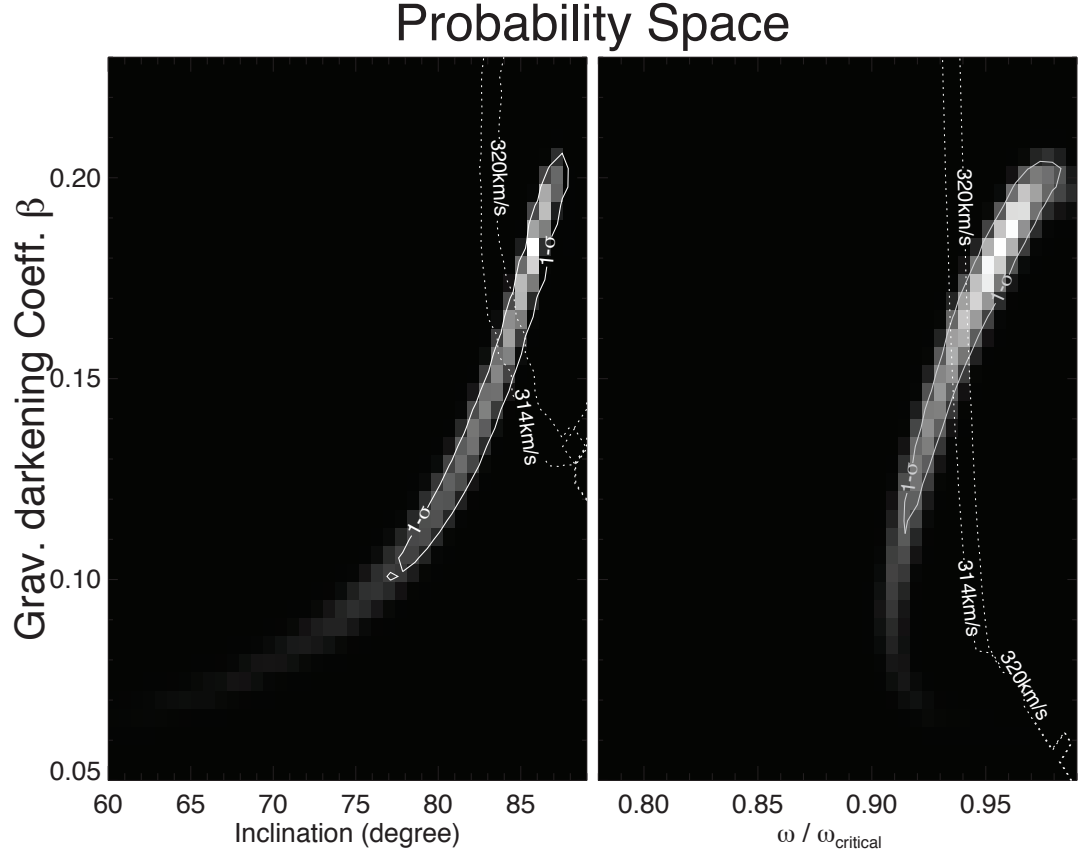 Probability Space
Grav. darkening Coeff. β
0.20
0.15
0.10
0.05
320km/s
1-σ
314km/s
1-σ
60 65 70 75 80 85
Inclination (degree)
320km/s
1-σ
1-σ
314km/s
320km/s
0.80 0.85 0.90 0.95
ω / ωcritical